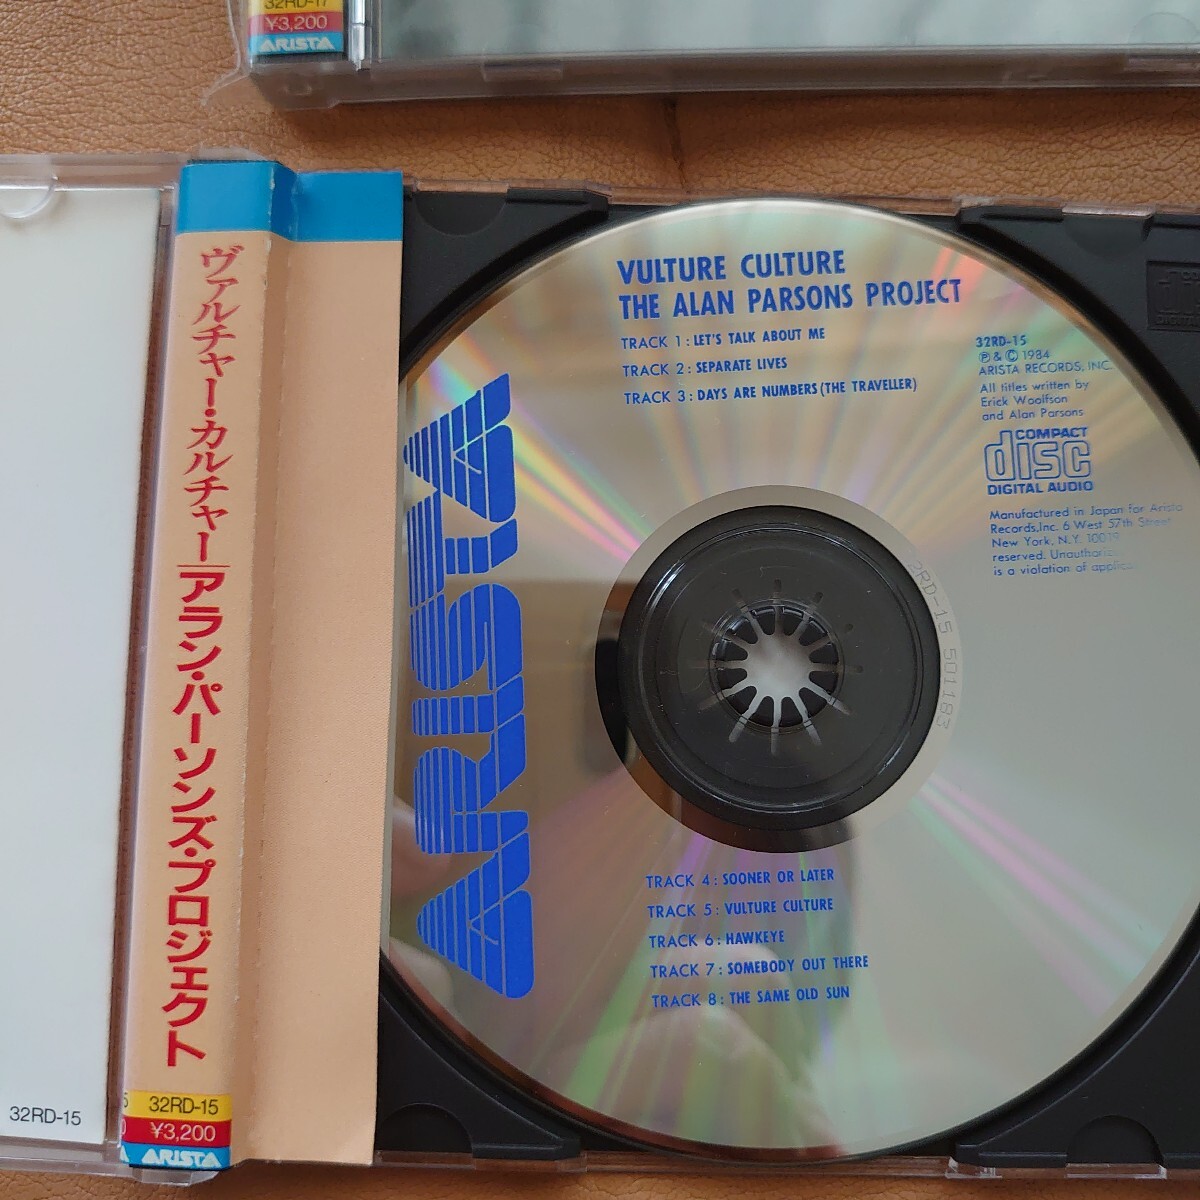 32RD-17
¥3,200
ARISTA
ヴァルチャー・カルチャー/アラン・パーソンズ・プロジェクト
32RD-15
¥3,200
ARISTA
32RD-15
ARISTA
VULTURE CULTURE
THE ALAN PARSONS PROJECT
TRACK 1: LET'S TALK ABOUT ME
TRACK 2: SEPARATE LIVES
TRACK 3: DAYS ARE NUMBERS (THE TRAVELLER)
32RD-15
Ⓟ & © 1984
ARISTA RECORDS, INC.
All titles written by
Erick Woolfson
and Alan Parsons
COMPACT
disc
DIGITAL AUDIO
Manufactured in Japan for Arista
Records,Inc. 6 West 57th Street
New York, N.Y. 10019
reserved.
is a violation of
32RD-15 501183
TRACK 4: SOONER OR LATER
TRACK 5: VULTURE CULTURE
TRACK 6: HAWKEYE
TRACK 7: SOMEBODY OUT THERE
TRACK 8: THE SAME OLD SUN